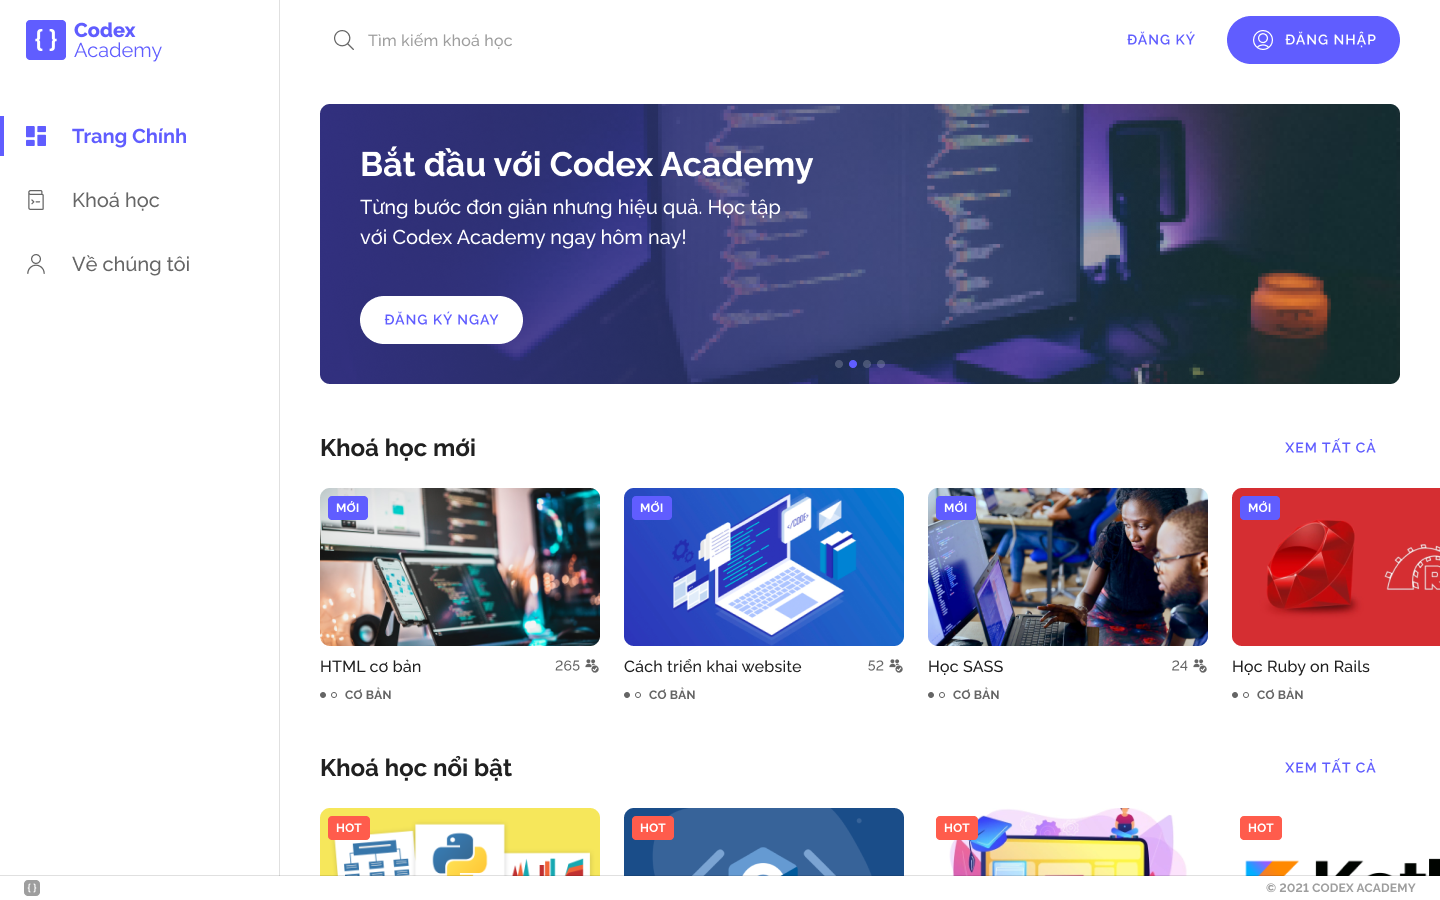 Codex
Academy
Tìm kiếm khoá học
ĐĂNG KÝ
ĐĂNG NHẬP
Trang Chính
Khoá học
Về chúng tôi
Bắt đầu với Codex Academy
Từng bước đơn giản nhưng hiệu quả. Học tập
với Codex Academy ngay hôm nay!
ĐĂNG KÝ NGAY
Khoá học mới
XEM TẤT CẢ
MỚI
MỚI
</CODE>
MỚI
MỚI
HTML cơ bản
265
Cách triển khai website
52
Học SASS
24
Học Ruby on Rails
CƠ BẢN
CƠ BẢN
CƠ BẢN
CƠ BẢN
Khoá học nổi bật
XEM TẤT CẢ
HOT
HOT
HOT
HOT
© 2021 CODEX ACADEMY